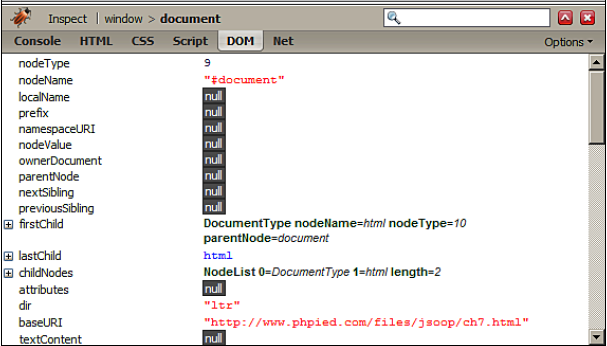 Inspect | window > document
Console HTML CSS Script DOM Net Options
nodeType 9
nodeName "#document"
localName null
prefix null
namespaceURI null
nodeValue null
ownerDocument null
parentNode null
nextSibling null
previousSibling null
firstChild DocumentType nodeName=html nodeType=10
parentNode=document
lastChild html
childNodes NodeList 0=DocumentType 1=html length=2
attributes null
dir "ltr"
baseURI "http://www.phpied.com/files/jsoop/ch7.html"
textContent null